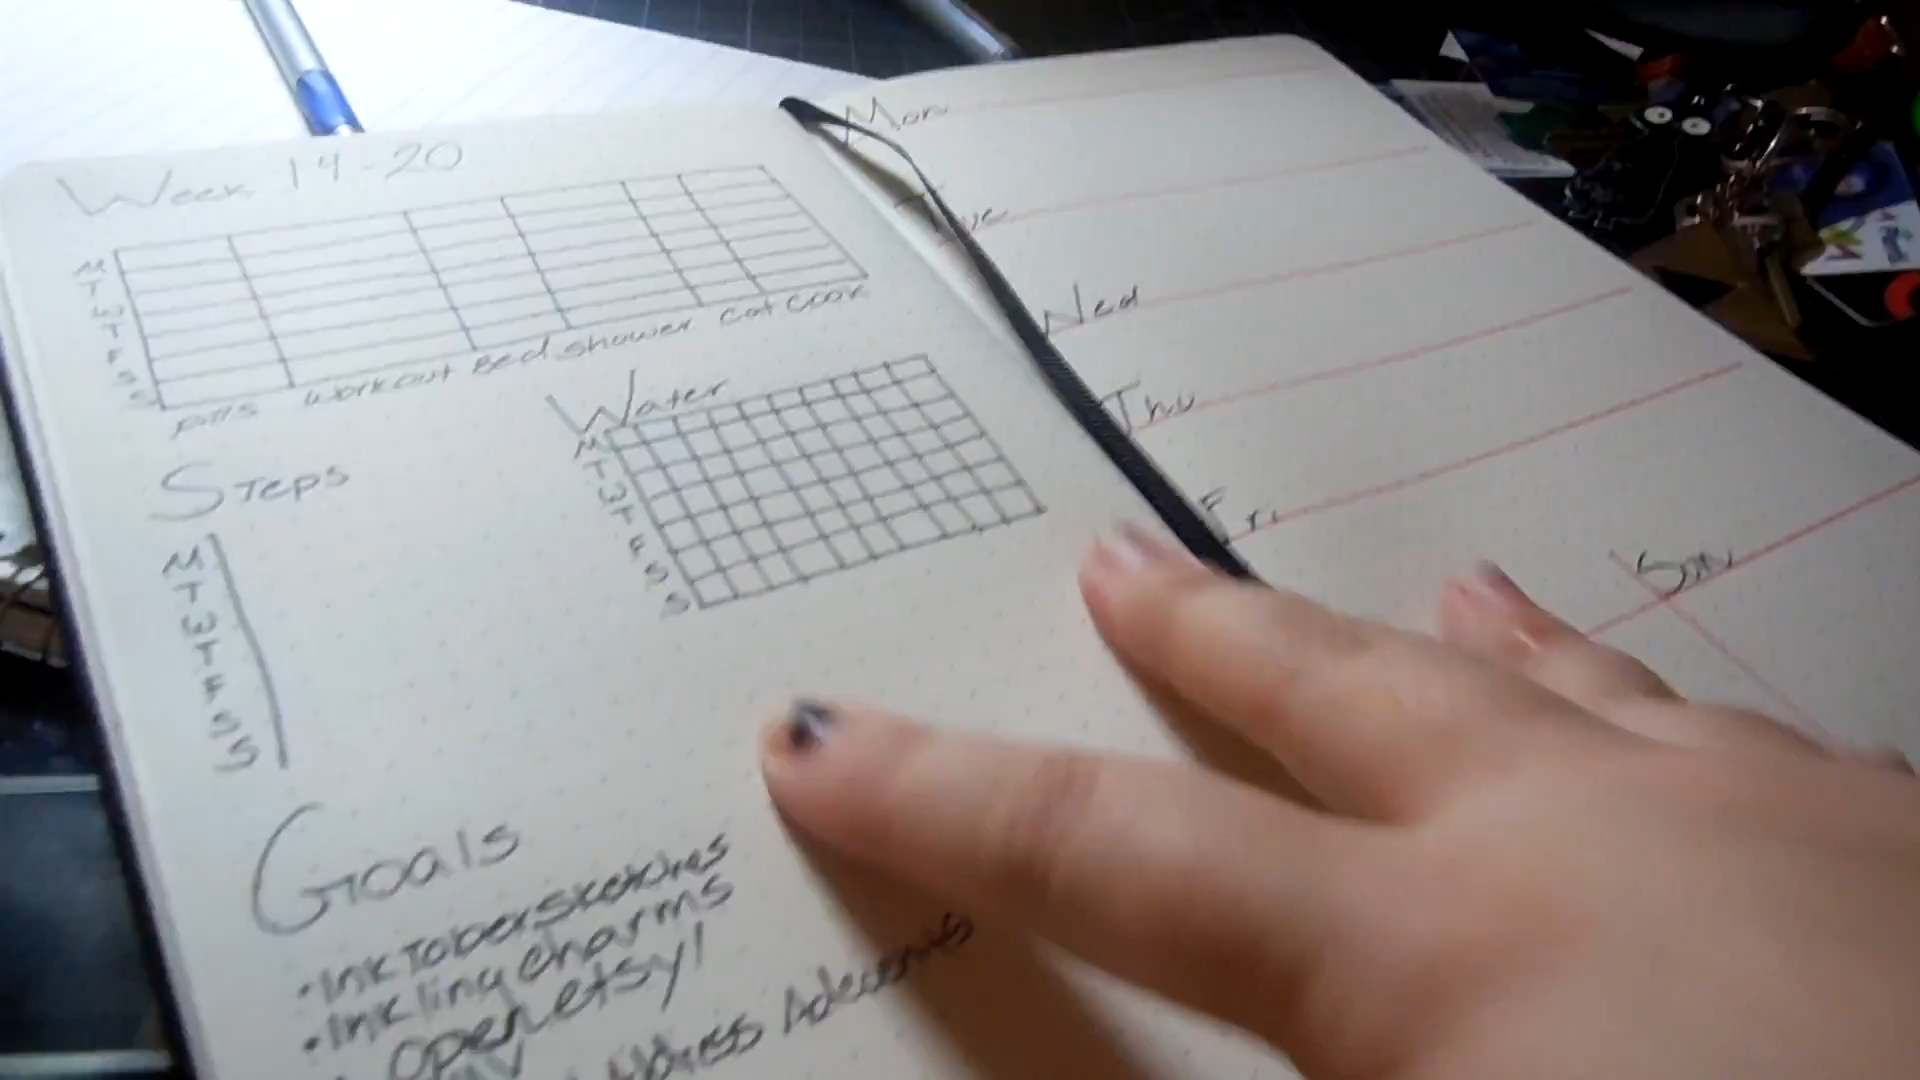 Week 14-20
M
T
W
T
F
S
S
pills workout Bed shower Cat Cook
Water
M
T
W
T
F
S
S
Steps
M
T
W
T
F
S
S
Goals
• Inktober sketches
• Inkling charms
open etsy!
Mon
Tue
Wed
Thu
Fri
Sun